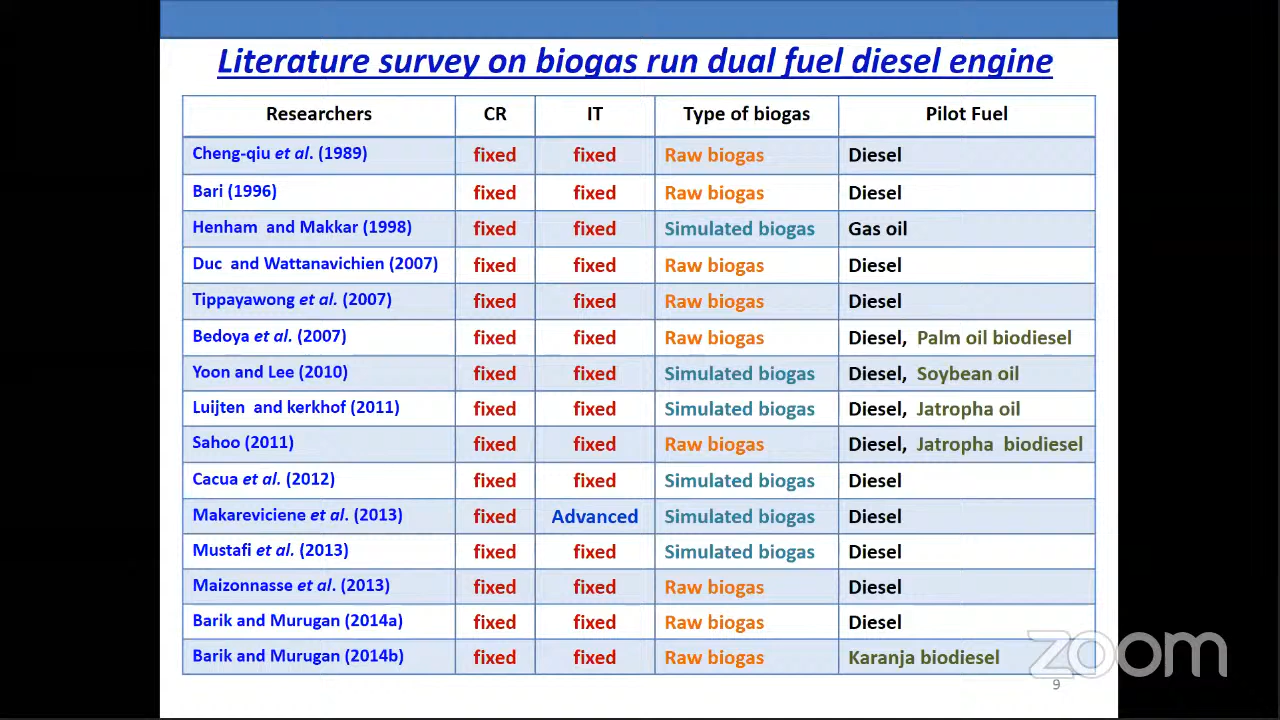 Literature survey on biogas run dual fuel diesel engine
Researchers CR IT Type of biogas Pilot Fuel
Cheng-qiu et al. (1989) fixed fixed Raw biogas Diesel
Bari (1996) fixed fixed Raw biogas Diesel
Henham and Makkar (1998) fixed fixed Simulated biogas Gas oil
Duc and Wattanavichien (2007) fixed fixed Raw biogas Diesel
Tippayawong et al. (2007) fixed fixed Raw biogas Diesel
Bedoya et al. (2007) fixed fixed Raw biogas Diesel, Palm oil biodiesel
Yoon and Lee (2010) fixed fixed Simulated biogas Diesel, Soybean oil
Luijten and kerkhof (2011) fixed fixed Simulated biogas Diesel, Jatropha oil
Sahoo (2011) fixed fixed Raw biogas Diesel, Jatropha biodiesel
Cacua et al. (2012) fixed fixed Simulated biogas Diesel
Makareviciene et al. (2013) fixed Advanced Simulated biogas Diesel
Mustafi et al. (2013) fixed fixed Simulated biogas Diesel
Maizonnasse et al. (2013) fixed fixed Raw biogas Diesel
Barik and Murugan (2014a) fixed fixed Raw biogas Diesel
Barik and Murugan (2014b) fixed fixed Raw biogas Karanja biodiesel
zoom
9